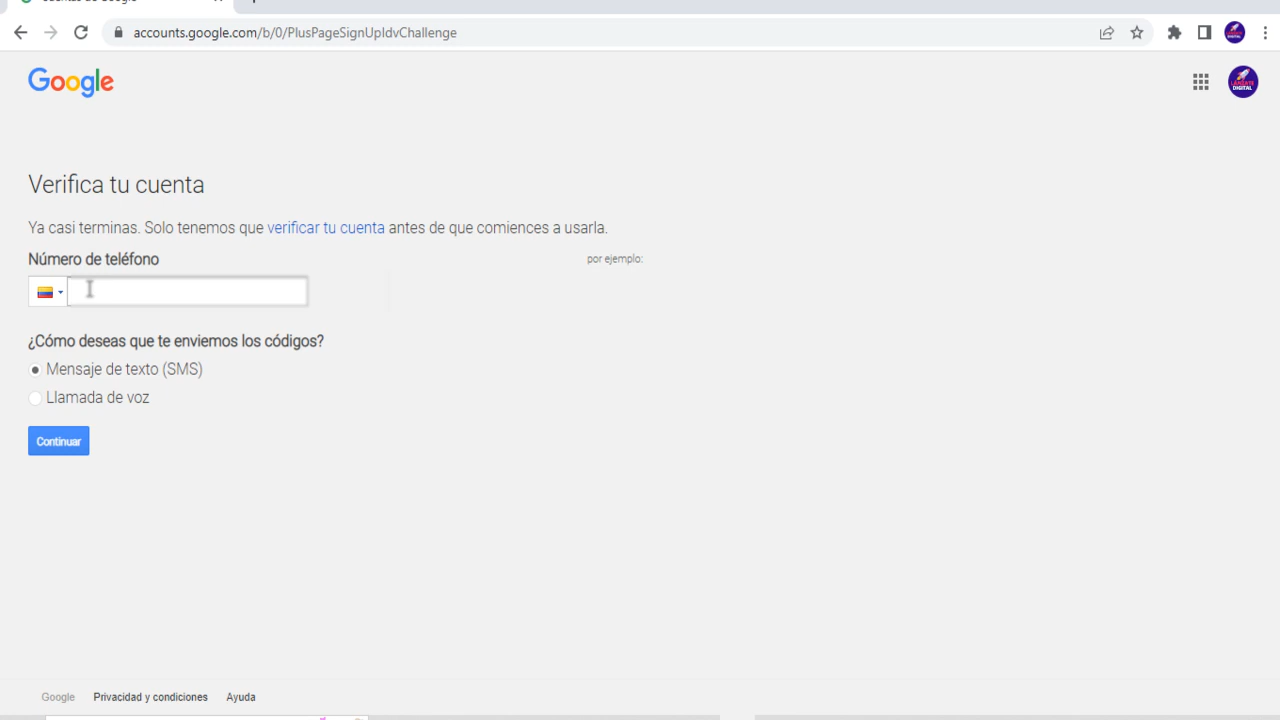 accounts.google.com/b/0/PlusPageSignUpIdvChallenge
Google
LÁNZATE
DIGITAL
Verifica tu cuenta
Ya casi terminas. Solo tenemos que verificar tu cuenta antes de que comiences a usarla.
Número de teléfono
por ejemplo:
¿Cómo deseas que te enviemos los códigos?
Mensaje de texto (SMS)
Llamada de voz
Continuar
Google Privacidad y condiciones Ayuda